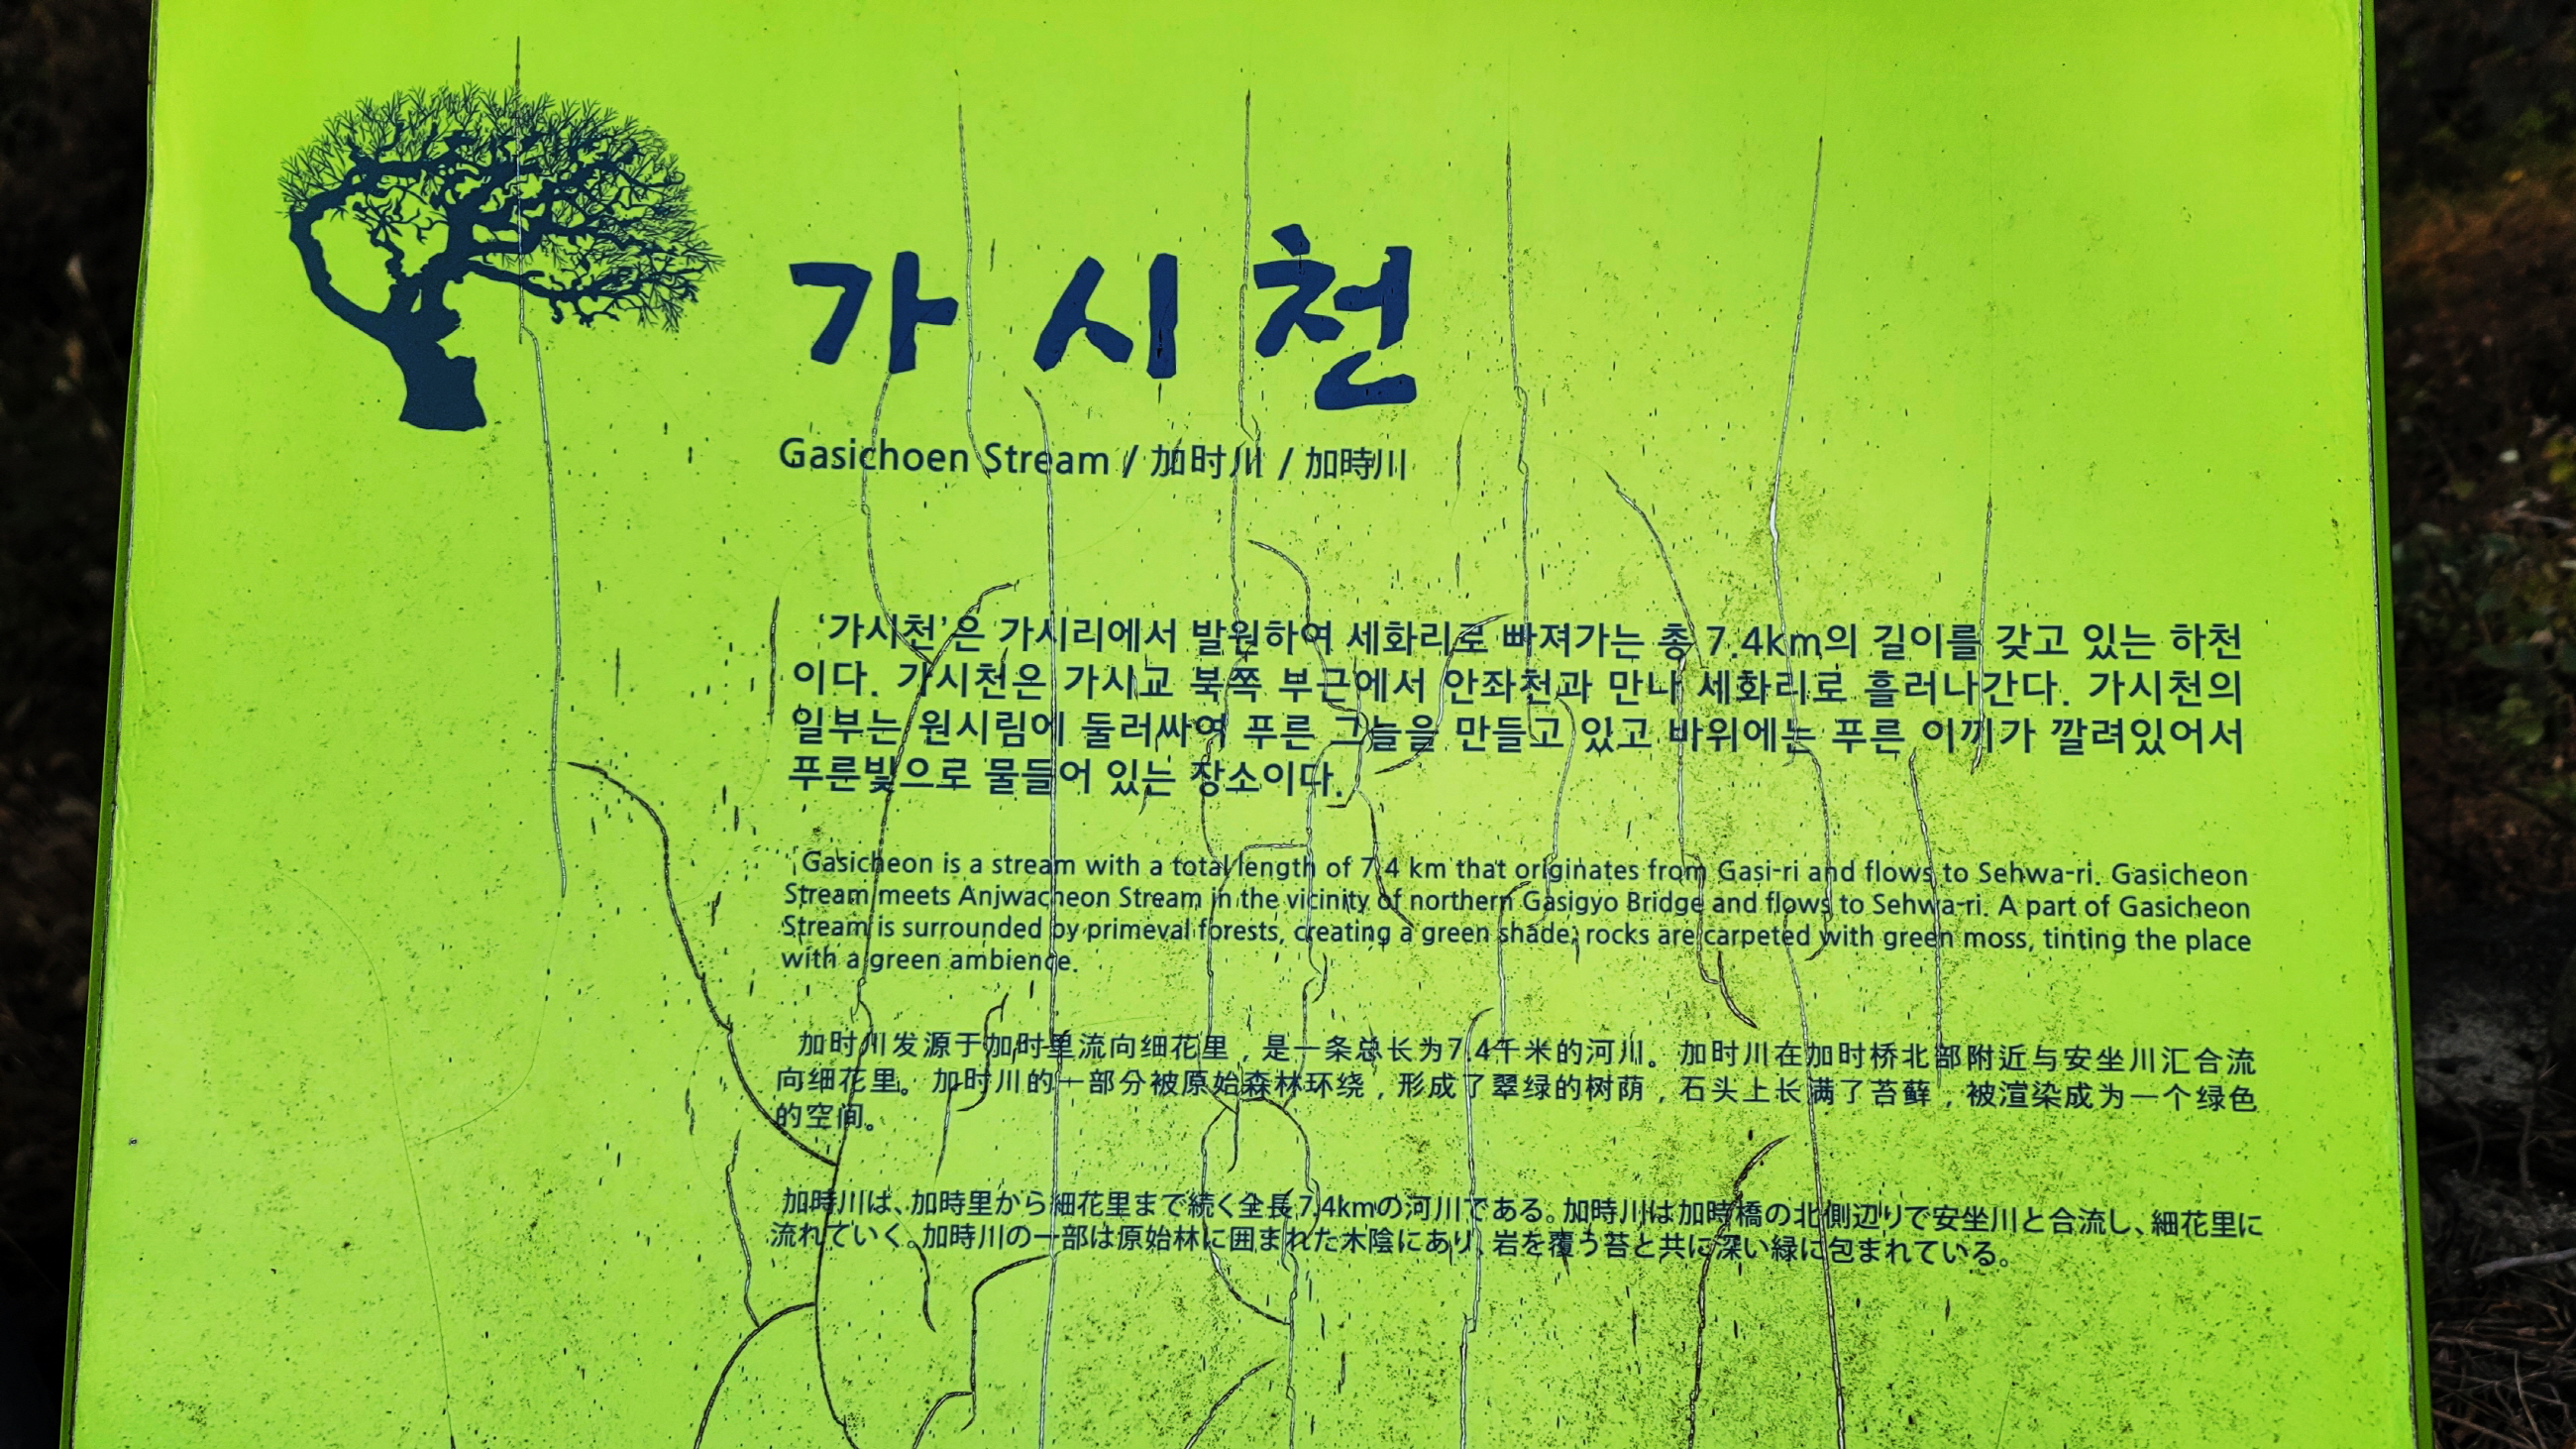 가시천
Gasichoen Stream / 加时川 / 加時川
‘가시천’은 가시리에서 발원하여 세화리로 빠져가는 총 7.4km의 길이를 갖고 있는 하천
이다. 가시천은 가시교 북쪽 부근에서 안좌천과 만나 세화리로 흘러나간다. 가시천의
일부는 원시림에 둘러싸여 푸른 그늘을 만들고 있고 바위에는 푸른 이끼가 깔려있어서
푸른빛으로 물들어 있는 장소이다.
Gasicheon is a stream with a total length of 7.4 km that originates from Gasi-ri and flows to Sehwa-ri. Gasicheon
Stream meets Anjwacheon Stream in the vicinity of northern Gasigyo Bridge and flows to Sehwa-ri. A part of Gasicheon
Stream is surrounded by primeval forests, creating a green shade; rocks are carpeted with green moss, tinting the place
with a green ambience.
加时川发源于加时里流向细花里，是一条总长为7.4千米的河川。加时川在加时桥北部附近与安坐川汇合流
向细花里。加时川的一部分被原始森林环绕，形成了翠绿的树荫，石头上长满了苔藓，被渲染成为一个绿色
的空间。
加時川は、加時里から細花里まで続く全長7.4kmの河川である。加時川は加時橋の北側辺りで安坐川と合流し、細花里に
流れていく。加時川の一部は原始林に囲まれた木陰にあり、岩を覆う苔と共に深い緑に包まれている。